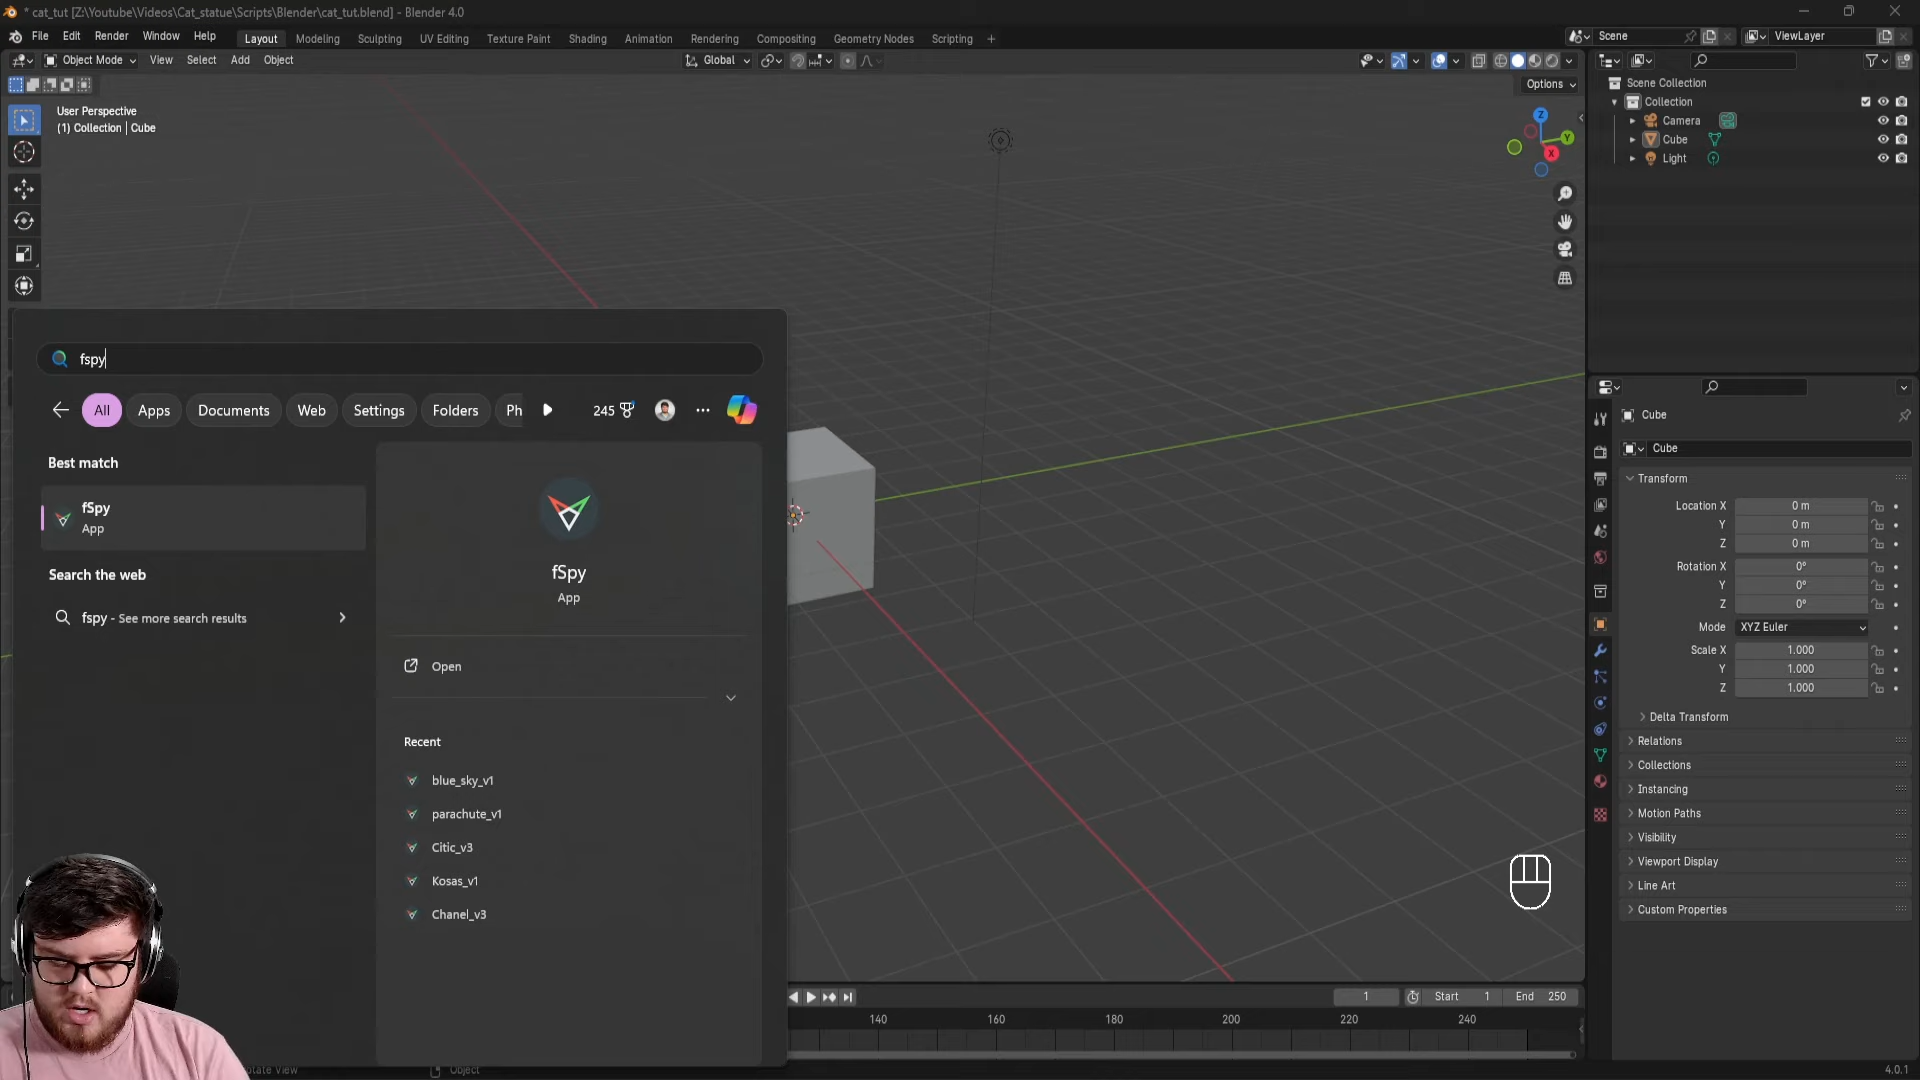 * cat_tut [Z:\Youtube\Videos\Cat_statue\Scripts\Blender\cat_tut.blend] - Blender 4.0
File Edit Render Window Help
Layout Modeling Sculpting UV Editing Texture Paint Shading Animation Rendering Compositing Geometry Nodes Scripting +
Scene
ViewLayer
Object Mode View Select Add Object
Global
Options
User Perspective
(1) Collection | Cube
Z
Y
X
Scene Collection
Collection
Camera
Cube
Light
fspy
All Apps Documents Web Settings Folders Ph
245
Best match
fSpy
App
Search the web
fspy - See more search results
fSpy
App
Open
Recent
blue_sky_v1
parachute_v1
Citic_v3
Kosas_v1
Chanel_v3
Cube
Cube
Transform
Location X 0 m
Y 0 m
Z 0 m
Rotation X 0°
Y 0°
Z 0°
Mode XYZ Euler
Scale X 1.000
Y 1.000
Z 1.000
Delta Transform
Relations
Collections
Instancing
Motion Paths
Visibility
Viewport Display
Line Art
Custom Properties
1 Start 1 End 250
140 160 180 200 220 240
otate View
Object
4.0.1